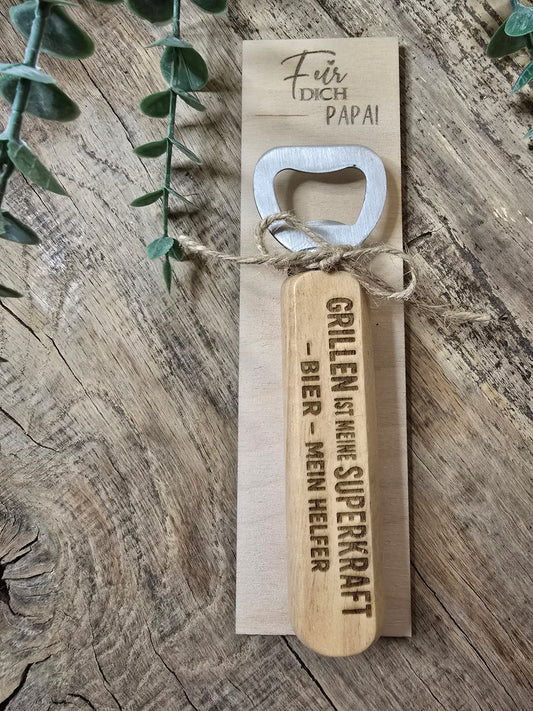 Für
DICH
PAPA!
GRILLEN IST MEINE SUPERKRAFT
- BIER - MEIN HELFER